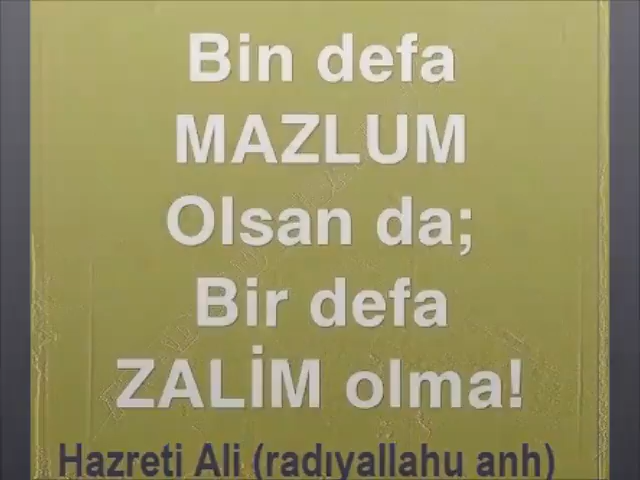 Bin defa
MAZLUM
Olsan da;
Bir defa
ZALİM olma!
Hazreti Ali (radıyallahu anh)